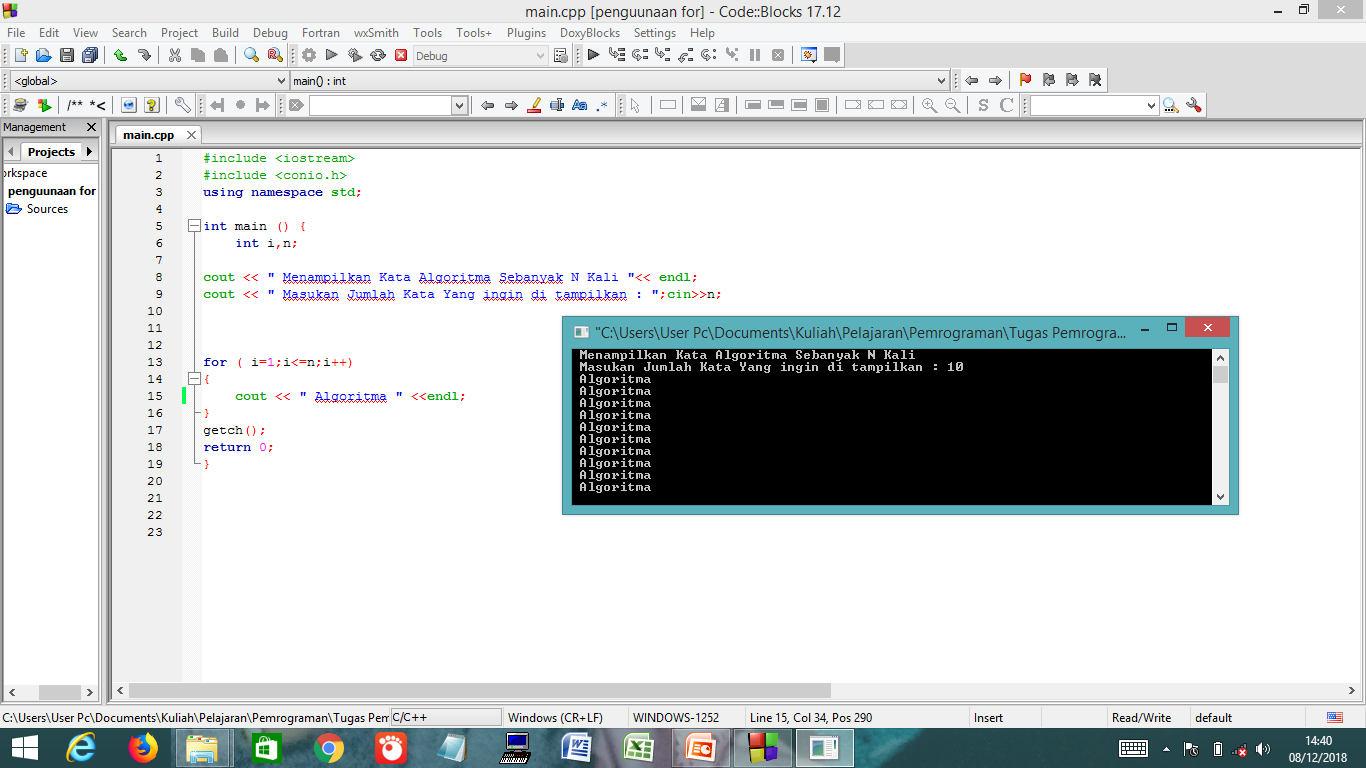 main.cpp [penguunaan for] - Code::Blocks 17.12
File Edit View Search Project Build Debug Fortran wxSmith Tools Tools+ Plugins DoxyBlocks Settings Help
Debug
<global> main() : int
/** *< Aa .* S C
Management
Projects
main.cpp
orkspace
penguunaan for
Sources
1 #include <iostream>
2 #include <conio.h>
3 using namespace std;
4
5 int main () {
6 int i,n;
7
8 cout << " Menampilkan Kata Algoritma Sebanyak N Kali "<< endl;
9 cout << " Masukan Jumlah Kata Yang ingin di tampilkan : ";cin>>n;
10
11
12
13 for ( i=1;i<=n;i++)
14 {
15 cout << " Algoritma " <<endl;
16 }
17 getch();
18 return 0;
19 }
20
21
22
23
"C:\Users\User Pc\Documents\Kuliah\Pelajaran\Pemrograman\Tugas Pemrogra...
Menampilkan Kata Algoritma Sebanyak N Kali
Masukan Jumlah Kata Yang ingin di tampilkan : 10
Algoritma
Algoritma
Algoritma
Algoritma
Algoritma
Algoritma
Algoritma
Algoritma
Algoritma
Algoritma
C:\Users\User Pc\Documents\Kuliah\Pelajaran\Pemrograman\Tugas Pem C/C++ Windows (CR+LF) WINDOWS-1252 Line 15, Col 34, Pos 290 Insert Read/Write default
14:40
08/12/2018